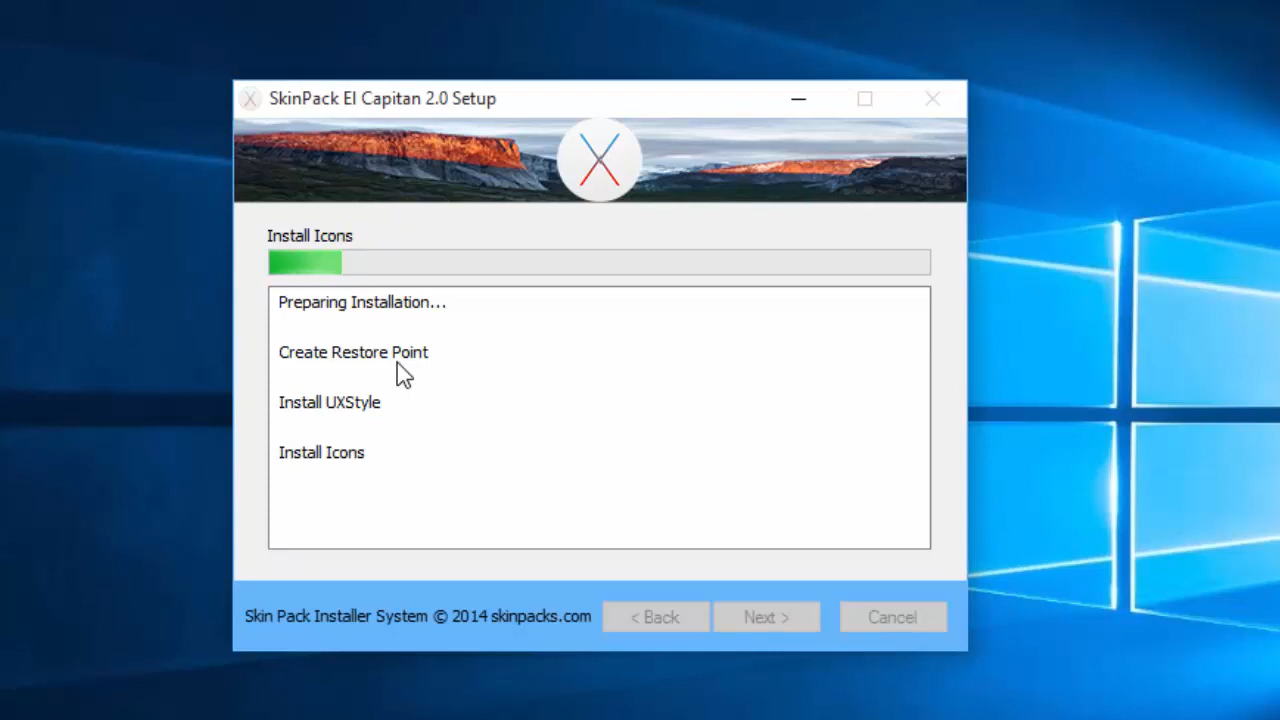 SkinPack El Capitan 2.0 Setup
Install Icons
Preparing Installation...
Create Restore Point
Install UXStyle
Install Icons
Skin Pack Installer System © 2014 skinpacks.com
< Back
Next >
Cancel